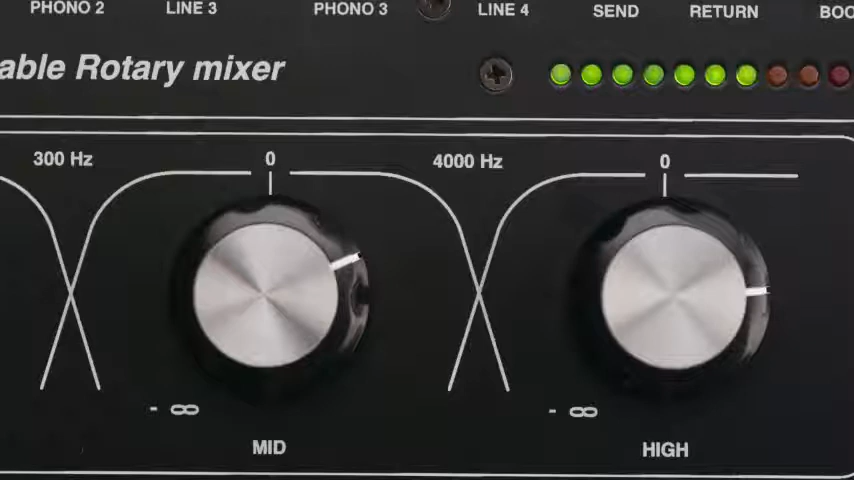 PHONO 2 LINE 3 PHONO 3 LINE 4 SEND RETURN BOO
able Rotary mixer
300 Hz 0 4000 Hz 0
- ∞ - ∞
MID HIGH